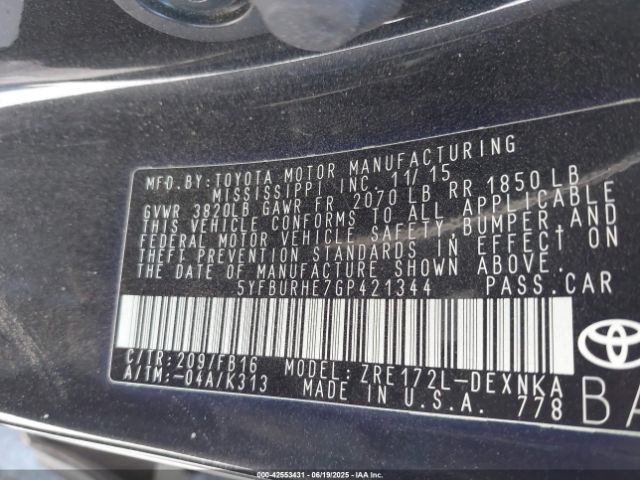 MFD.BY:TOYOTA MOTOR MANUFACTURING
MISSISSIPPI INC. 11/15
GVWR 3820LB GAWR FR 2070 LB RR 1850 LB
THIS VEHICLE CONFORMS TO ALL APPLICABLE
FEDERAL MOTOR VEHICLE SAFETY, BUMPER, AND
THEFT PREVENTION STANDARDS IN EFFECT ON
THE DATE OF MANUFACTURE SHOWN ABOVE.
5YFBURHE7GP421344 PASS.CAR
C/TR:209/FB16 MODEL:ZRE172L-DEXNKA
A/TM:-04A/K313 MADE IN U.S.A. 778
BA
000-42553431 - 06/19/2025 - IAA Inc.